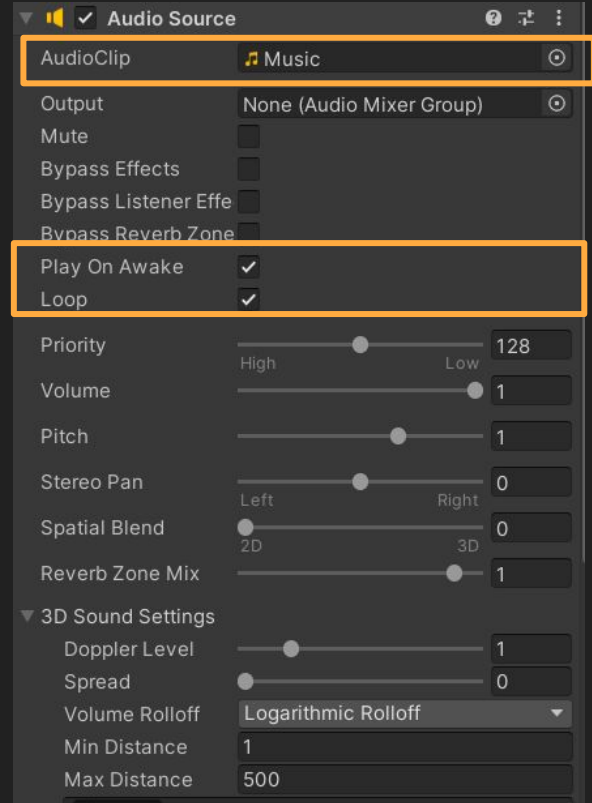 Audio Source
AudioClip Music
Output None (Audio Mixer Group)
Mute
Bypass Effects
Bypass Listener Effe
Bypass Reverb Zone
Play On Awake
Loop
Priority 128
High Low
Volume 1
Pitch 1
Stereo Pan 0
Left Right
Spatial Blend 0
2D 3D
Reverb Zone Mix 1
3D Sound Settings
Doppler Level 1
Spread 0
Volume Rolloff Logarithmic Rolloff
Min Distance 1
Max Distance 500